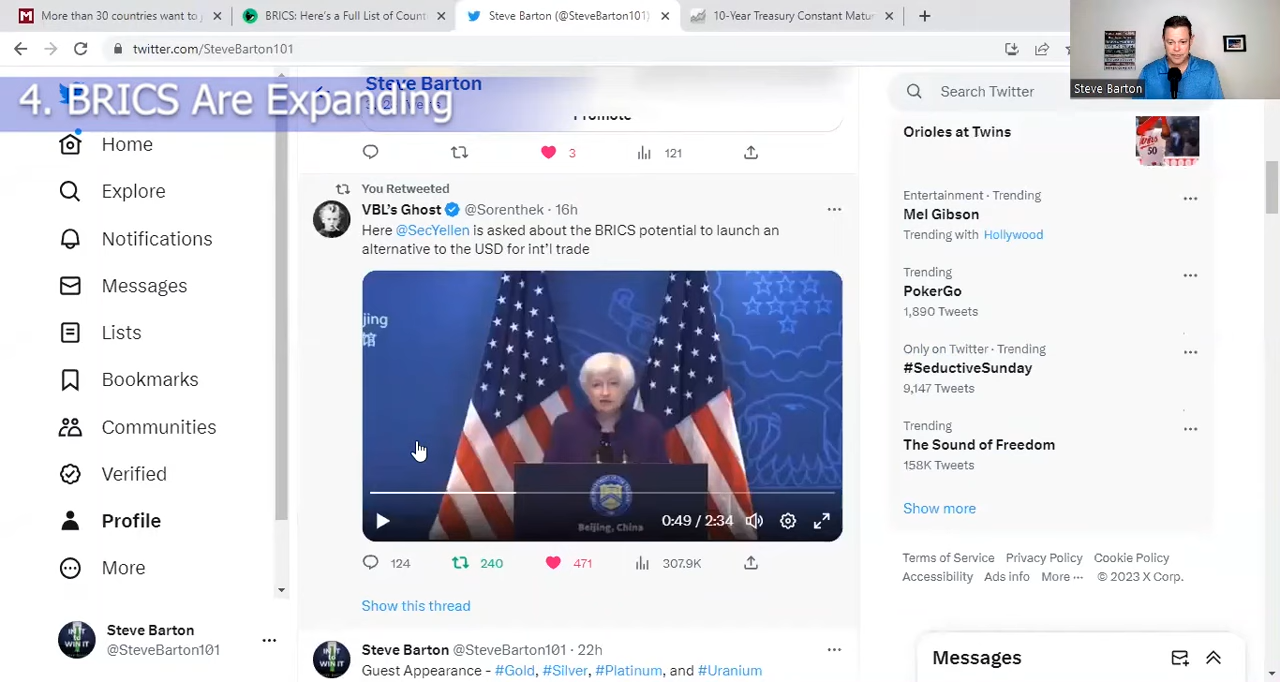 More than 30 countries want to
BRICS: Here's a Full List of Count
Steve Barton (@SteveBarton101)
10-Year Treasury Constant Matu
twitter.com/SteveBarton101
Steve Barton
4. BRICS Are Expanding
Steve Barton
Promote
Search Twitter
Home
Explore
Notifications
Messages
Lists
Bookmarks
Communities
Verified
Profile
More
Steve Barton
@SteveBarton101
3
121
You Retweeted
VBL's Ghost @Sorenthek · 16h
Here @SecYellen is asked about the BRICS potential to launch an
alternative to the USD for int'l trade
jing
馆
Beijing, China
0:49 / 2:34
124
240
471
307.9K
Show this thread
Steve Barton @SteveBarton101 · 22h
Guest Appearance - #Gold, #Silver, #Platinum, and #Uranium
Orioles at Twins
50
Entertainment · Trending
Mel Gibson
Trending with Hollywood
Trending
PokerGo
1,890 Tweets
Only on Twitter · Trending
#SeductiveSunday
9,147 Tweets
Trending
The Sound of Freedom
158K Tweets
Show more
Terms of Service Privacy Policy Cookie Policy
Accessibility Ads info More ··· © 2023 X Corp.
Messages